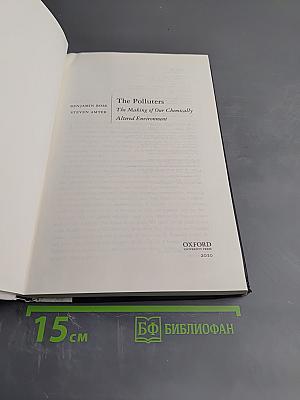 BENJAMIN ROSS
STEVEN AMTER
The Polluters
The Making of Our Chemically
Altered Environment
OXFORD
UNIVERSITY PRESS
2010
15 см
БФ БИБЛИОФАН